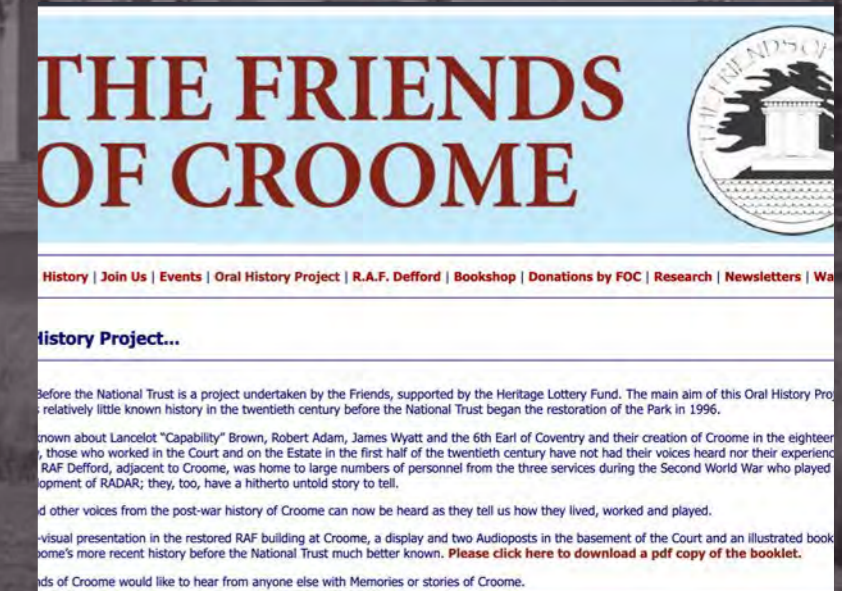 THE FRIENDS
OF CROOME
THE FRIENDS OF
History | Join Us | Events | Oral History Project | R.A.F. Defford | Bookshop | Donations by FOC | Research | Newsletters | Wa
History Project...
Before the National Trust is a project undertaken by the Friends, supported by the Heritage Lottery Fund. The main aim of this Oral History Pro
relatively little known history in the twentieth century before the National Trust began the restoration of the Park in 1996.
known about Lancelot "Capability" Brown, Robert Adam, James Wyatt and the 6th Earl of Coventry and their creation of Croome in the eighteen
, those who worked in the Court and on the Estate in the first half of the twentieth century have not had their voices heard nor their experienc
RAF Defford, adjacent to Croome, was home to large numbers of personnel from the three services during the Second World War who played
lopment of RADAR; they, too, have a hitherto untold story to tell.
d other voices from the post-war history of Croome can now be heard as they tell us how they lived, worked and played.
-visual presentation in the restored RAF building at Croome, a display and two Audioposts in the basement of the Court and an illustrated book
oome's more recent history before the National Trust much better known. Please click here to download a pdf copy of the booklet.
nds of Croome would like to hear from anyone else with Memories or stories of Croome.